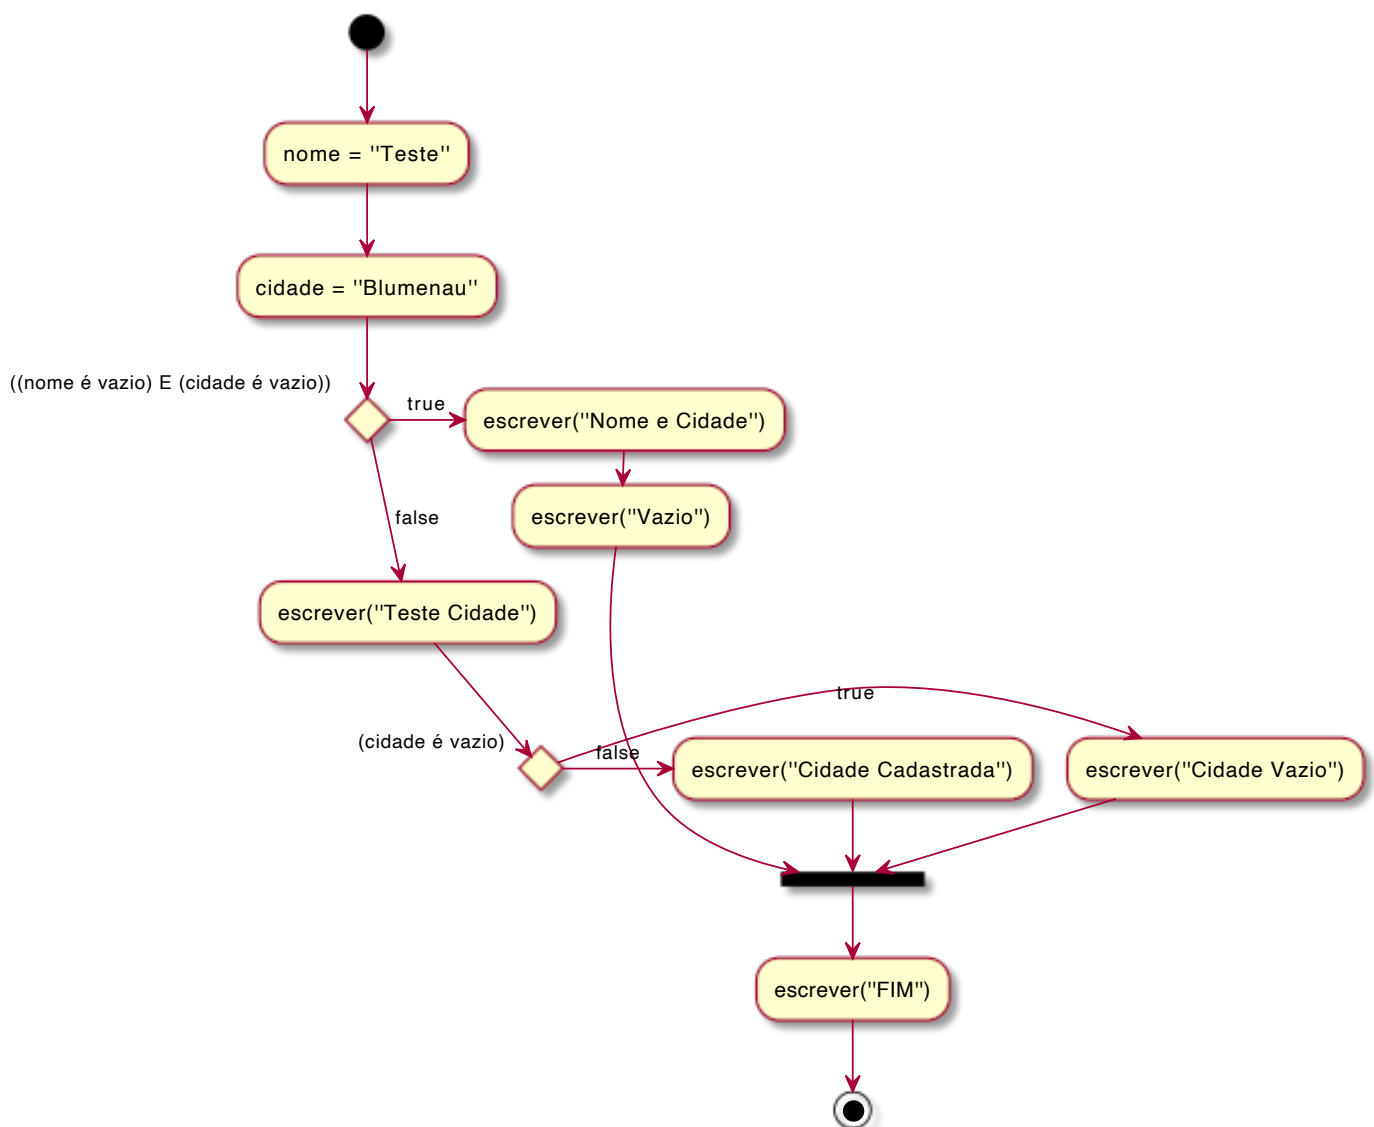 nome = "Teste"
cidade = "Blumenau"
((nome é vazio) E (cidade é vazio))
true
escrever("Nome e Cidade")
escrever("Vazio")
false
escrever("Teste Cidade")
true
(cidade é vazio)
false
escrever("Cidade Cadastrada")
escrever("Cidade Vazio")
escrever("FIM")